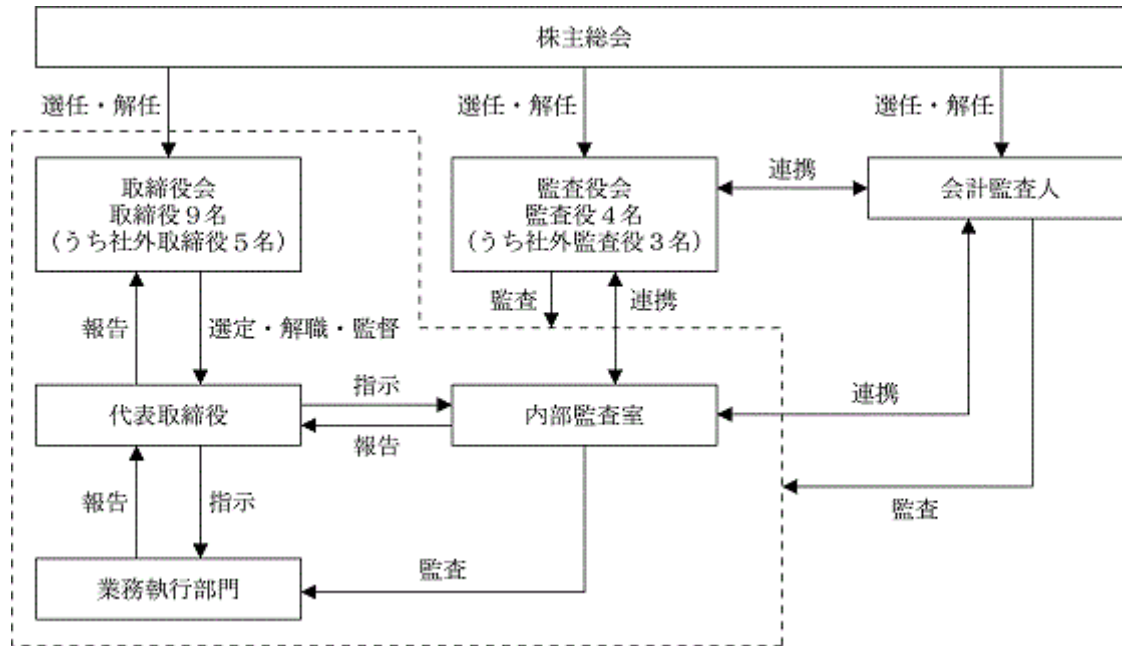 株主総会
選任・解任
選任・解任
選任・解任
取締役会
取締役９名
（うち社外取締役５名）
監査役会
監査役４名
（うち社外監査役３名）
連携
会計監査人
報告
選定・解職・監督
監査
連携
代表取締役
指示
報告
内部監査室
連携
報告
指示
監査
監査
業務執行部門